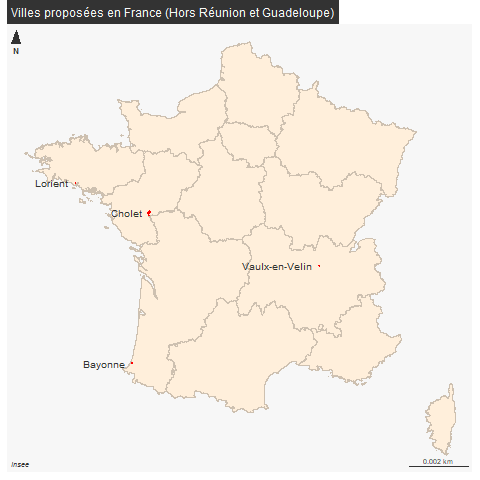 Villes proposées en France (Hors Réunion et Guadeloupe)
N
Lorient
Cholet
Vaulx-en-Velin
Bayonne
insee
0.002 km